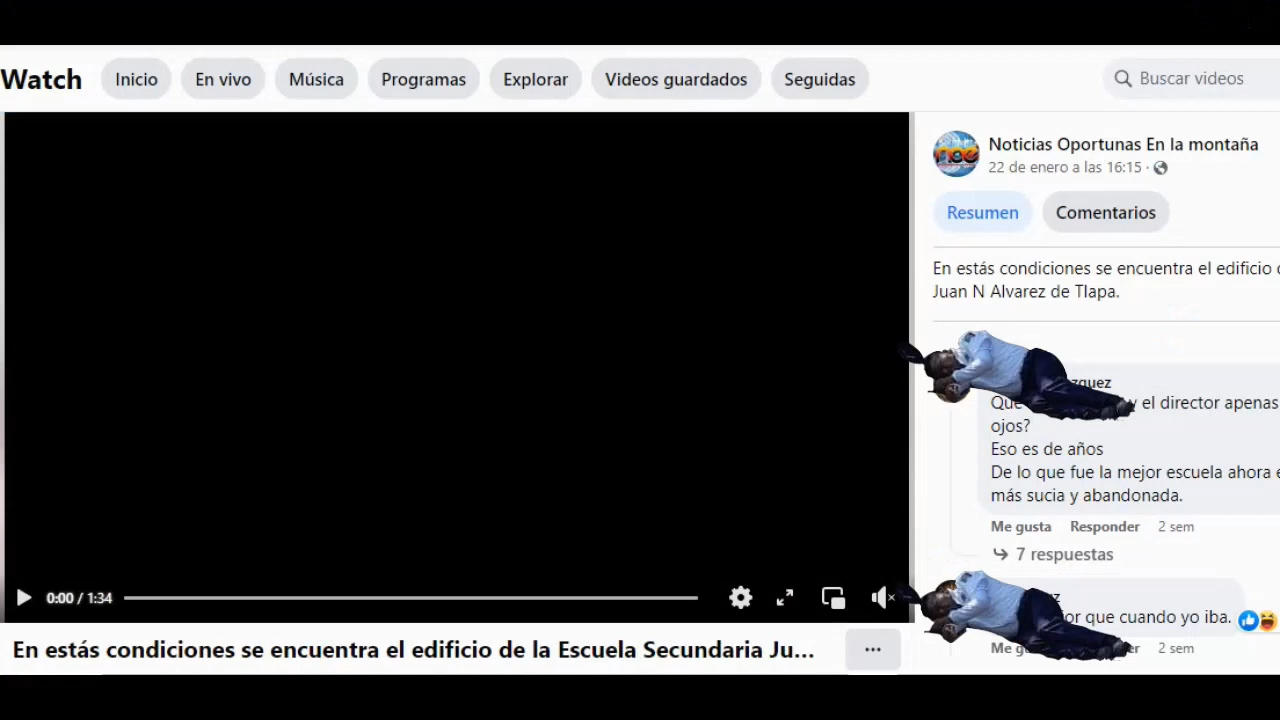 Watch
Inicio
En vivo
Música
Programas
Explorar
Videos guardados
Seguidas
Buscar videos
Noticias Oportunas En la montaña
22 de enero a las 16:15 ·
Resumen
Comentarios
En estás condiciones se encuentra el edificio
Juan N Alvarez de Tlapa.
zquez
Que y el director apenas
ojos?
Eso es de años
De lo que fue la mejor escuela ahora
más sucia y abandonada.
Me gusta Responder 2 sem
7 respuestas
ez
or que cuando yo iba.
Me gu er 2 sem
0:00 / 1:34
En estás condiciones se encuentra el edificio de la Escuela Secundaria Ju...